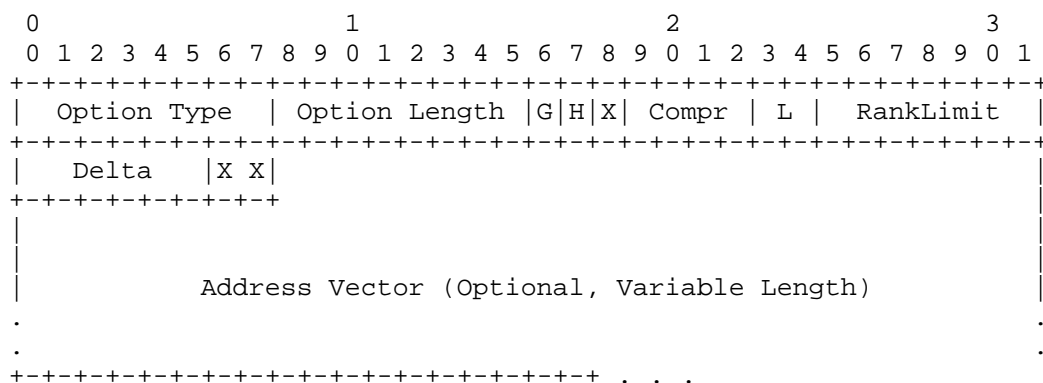 0                   1                   2                   3
 0 1 2 3 4 5 6 7 8 9 0 1 2 3 4 5 6 7 8 9 0 1 2 3 4 5 6 7 8 9 0 1
+-+-+-+-+-+-+-+-+-+-+-+-+-+-+-+-+-+-+-+-+-+-+-+-+-+-+-+-+-+-+-+-+
|  Option Type  | Option Length |G|H|X| Compr | L |  RankLimit  |
+-+-+-+-+-+-+-+-+-+-+-+-+-+-+-+-+-+-+-+-+-+-+-+-+-+-+-+-+-+-+-+-+
|   Delta   |X X|                                               |
+-+-+-+-+-+-+-+-+                                               |
|                                                               |
|                                                               |
|           Address Vector (Optional, Variable Length)          |
.                                                               .
.                                                               .
+-+-+-+-+-+-+-+-+-+-+-+-+-+-+-+-+-+-+ . . .